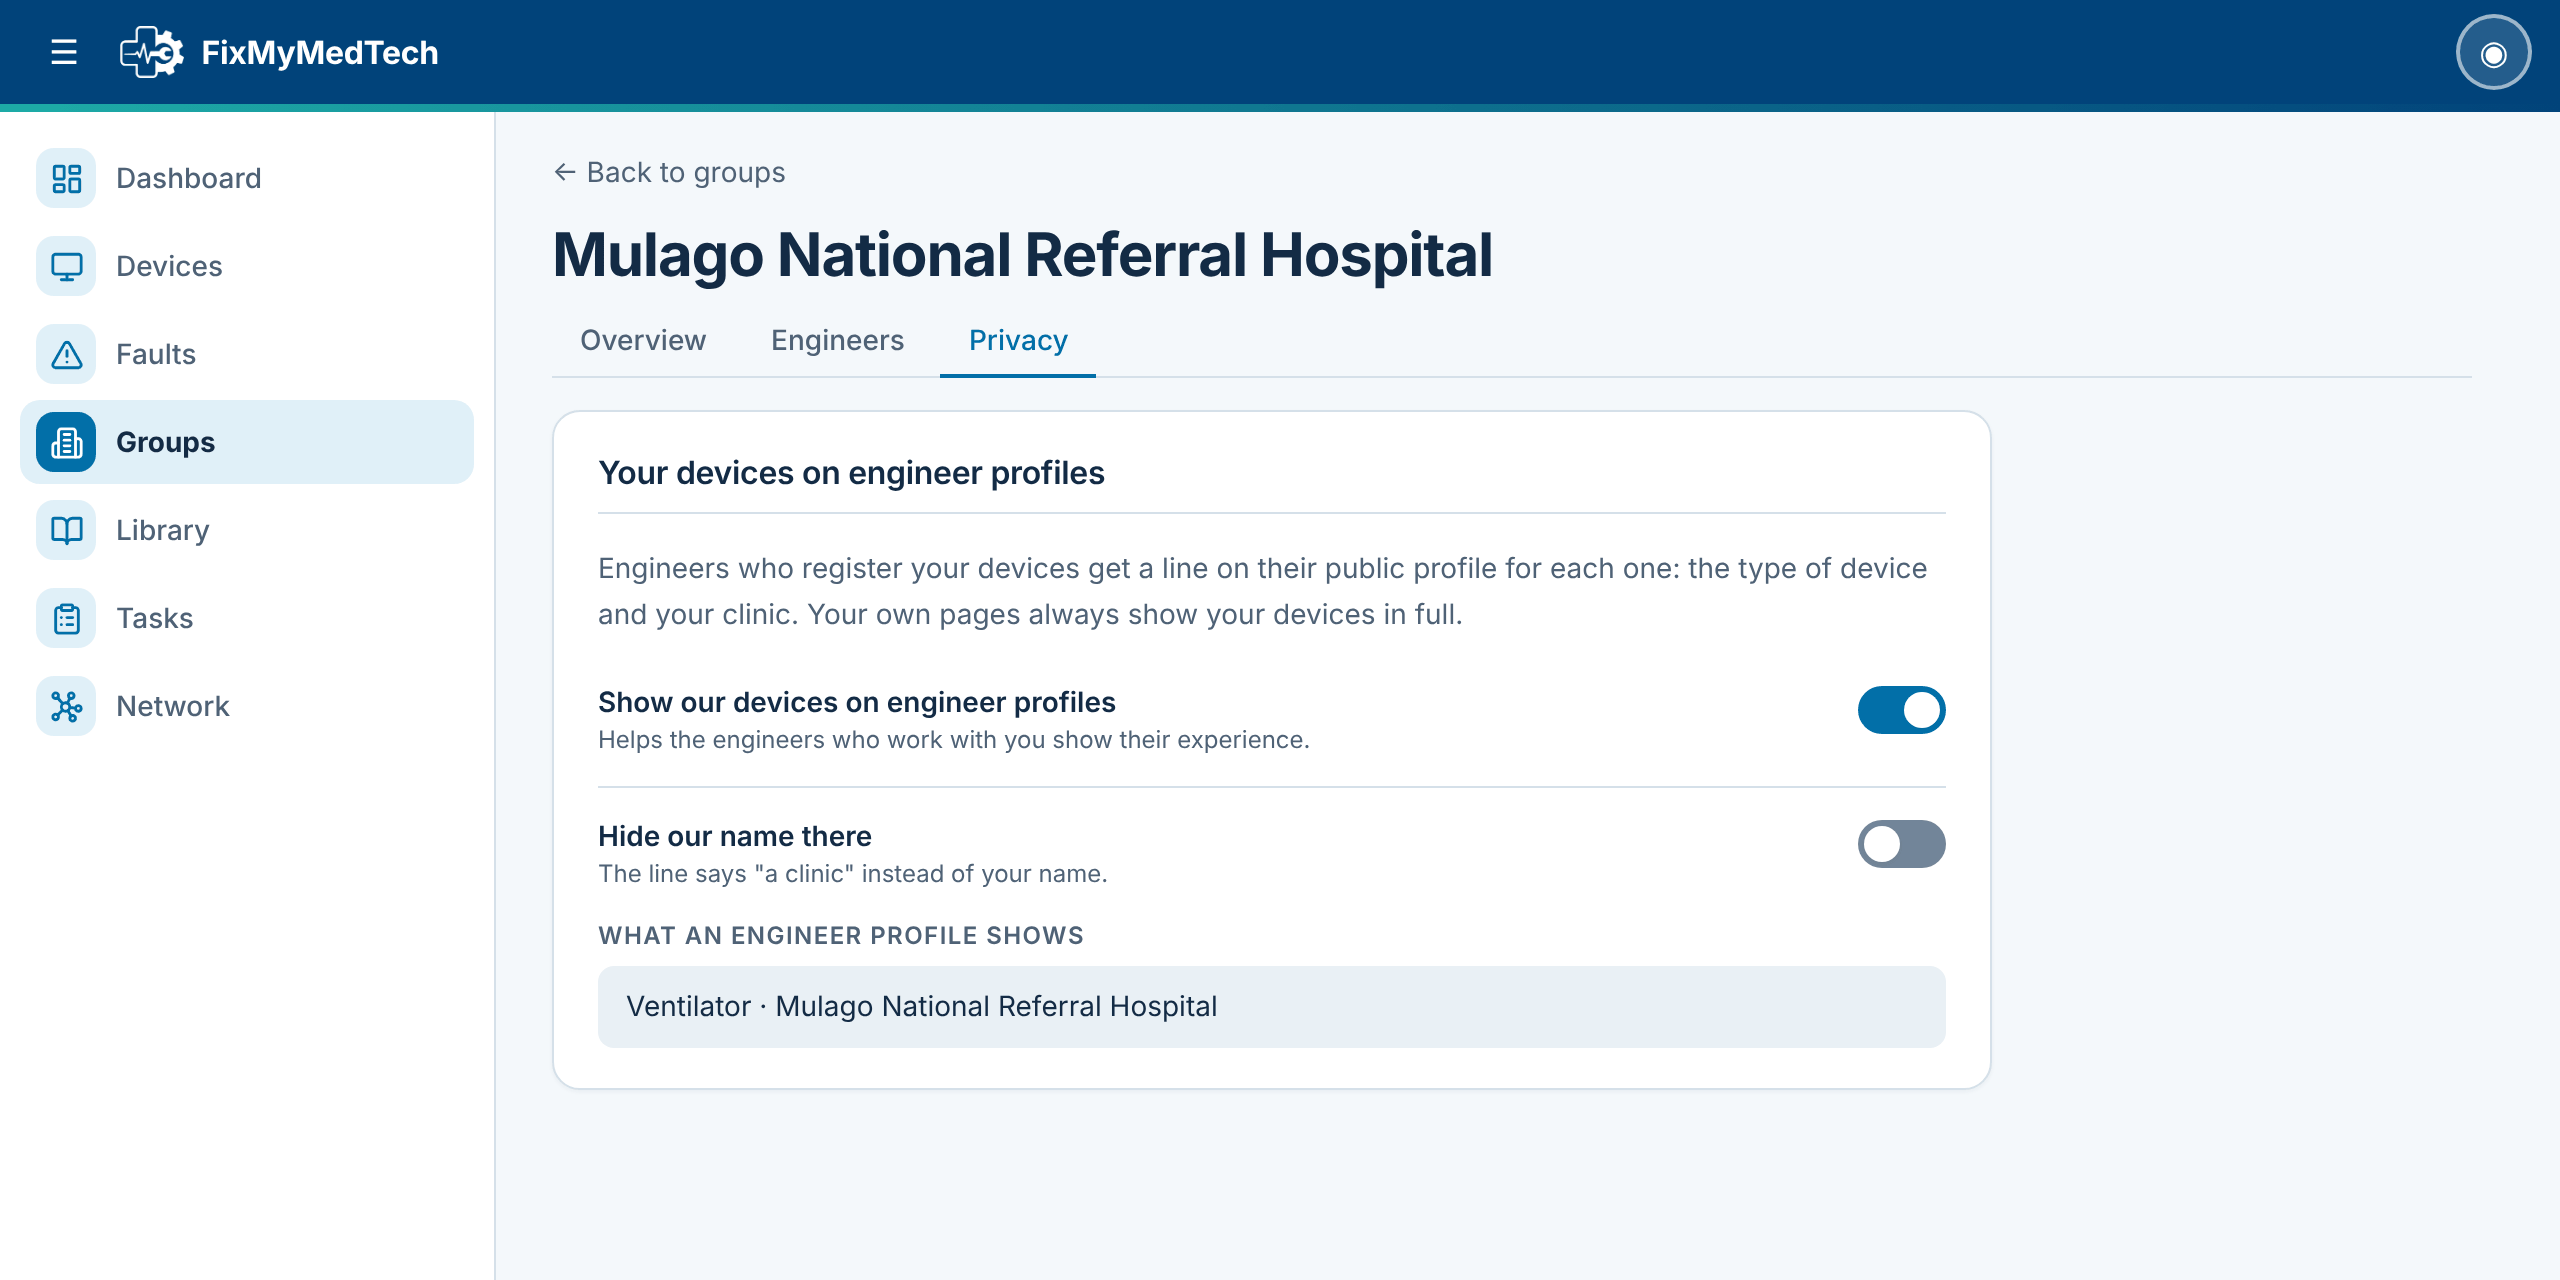 FixMyMedTech
Dashboard
Devices
Faults
Groups
Library
Tasks
Network
← Back to groups
Mulago National Referral Hospital
Overview
Engineers
Privacy
Your devices on engineer profiles
Engineers who register your devices get a line on their public profile for each one: the type of device
and your clinic. Your own pages always show your devices in full.
Show our devices on engineer profiles
Helps the engineers who work with you show their experience.
Hide our name there
The line says "a clinic" instead of your name.
WHAT AN ENGINEER PROFILE SHOWS
Ventilator · Mulago National Referral Hospital